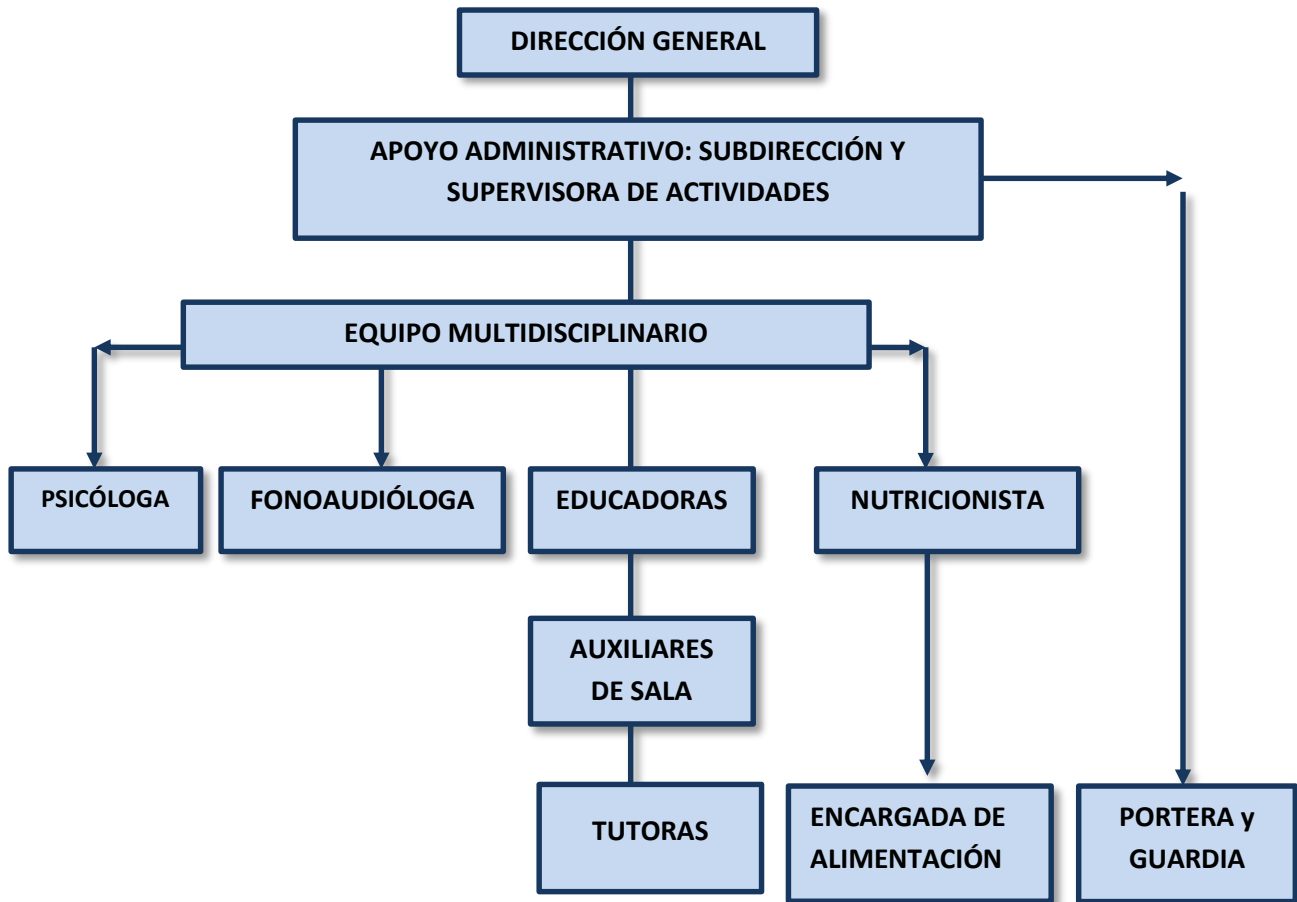 DIRECCIÓN GENERAL
APOYO ADMINISTRATIVO: SUBDIRECCIÓN Y
SUPERVISORA DE ACTIVIDADES
EQUIPO MULTIDISCIPLINARIO
PSICÓLOGA
FONOAUDIÓLOGA
EDUCADORAS
NUTRICIONISTA
AUXILIARES
DE SALA
TUTORAS
ENCARGADA DE
ALIMENTACIÓN
PORTERA y
GUARDIA